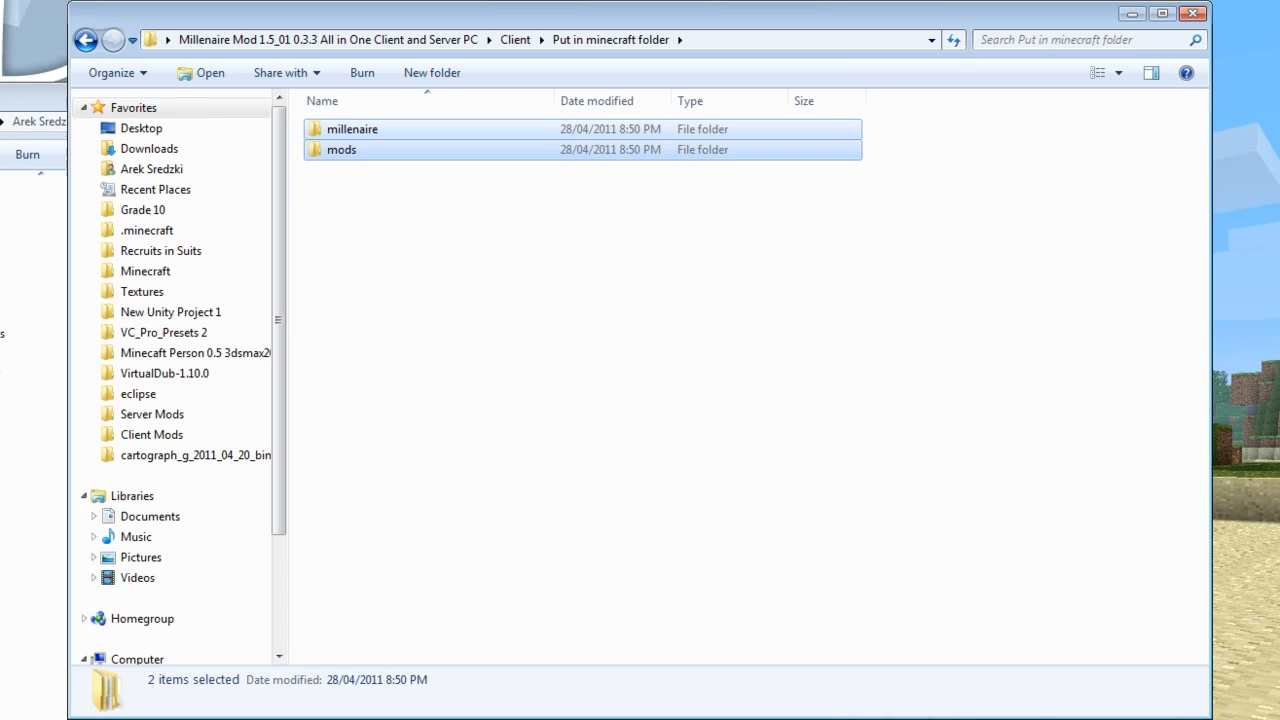 Millenaire Mod 1.5_01 0.3.3 All in One Client and Server PC Client Put in minecraft folder
Search Put in minecraft folder
Organize Open Share with Burn New folder
Arek Sredz
Burn
s
Favorites
Desktop
Downloads
Arek Sredzki
Recent Places
Grade 10
.minecraft
Recruits in Suits
Minecraft
Textures
New Unity Project 1
VC_Pro_Presets 2
Minecaft Person 0.5 3dsmax20
VirtualDub-1.10.0
eclipse
Server Mods
Client Mods
cartograph_g_2011_04_20_bin
Libraries
Documents
Music
Pictures
Videos
Homegroup
Computer
Name Date modified Type Size
millenaire 28/04/2011 8:50 PM File folder
mods 28/04/2011 8:50 PM File folder
2 items selected Date modified: 28/04/2011 8:50 PM